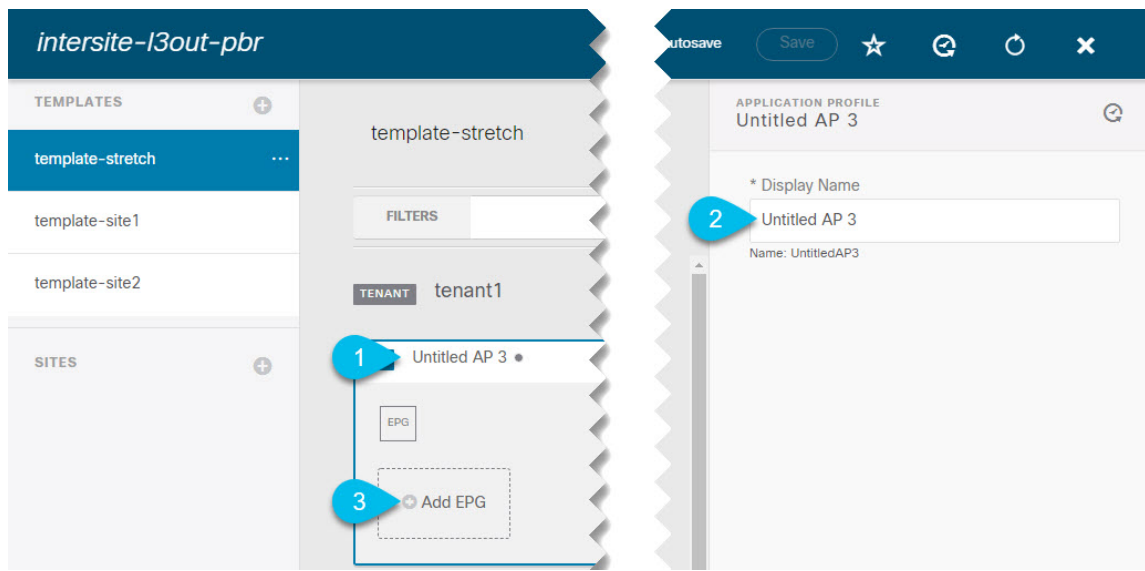 intersite-l3out-pbr
TEMPLATES
template-stretch
template-site1
template-site2
SITES
template-stretch
FILTERS
TENANT tenant1
1 Untitled AP 3
EPG
3 Add EPG
utosave Save
APPLICATION PROFILE
Untitled AP 3
* Display Name
2 Untitled AP 3
Name: UntitledAP3